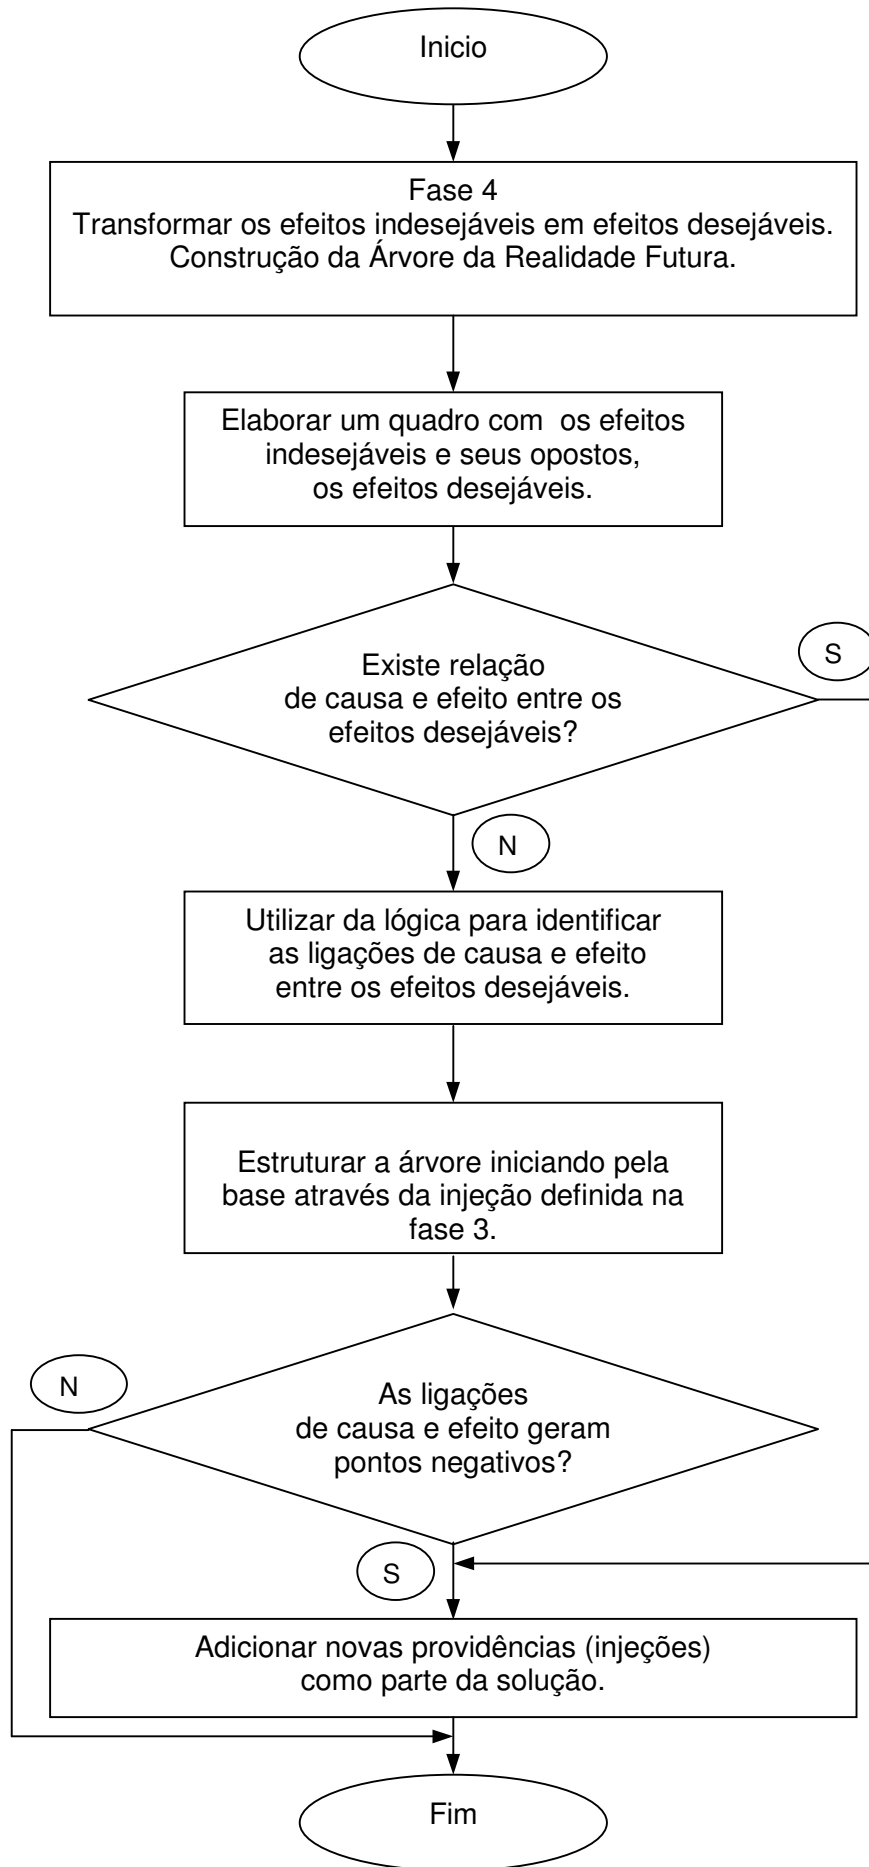 Inicio
Fase 4
Transformar os efeitos indesejáveis em efeitos desejáveis.
Construção da Árvore da Realidade Futura.
Elaborar um quadro com  os efeitos
indesejáveis e seus opostos,
os efeitos desejáveis.
Existe relação
de causa e efeito entre os
efeitos desejáveis?
S
N
Utilizar da lógica para identificar
as ligações de causa e efeito
entre os efeitos desejáveis.
Estruturar a árvore iniciando pela
base através da injeção definida na
fase 3.
N
As ligações
de causa e efeito geram
pontos negativos?
S
Adicionar novas providências (injeções)
como parte da solução.
Fim